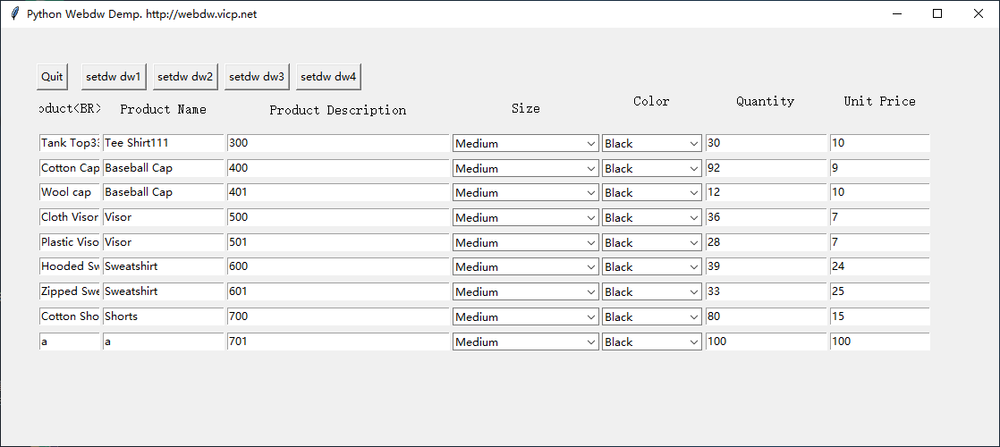 Python Webdw Demp. http://webdw.vicp.net
Quit setdw dw1 setdw dw2 setdw dw3 setdw dw4
oduct<BR> Product Name Product Description Size Color Quantity Unit Price
Tank Top33 Tee Shirt111 300 Medium Black 30 10
Cotton Cap Baseball Cap 400 Medium Black 92 9
Wool cap Baseball Cap 401 Medium Black 12 10
Cloth Visor Visor 500 Medium Black 36 7
Plastic Viso Visor 501 Medium Black 28 7
Hooded Sw Sweatshirt 600 Medium Black 39 24
Zipped Swe Sweatshirt 601 Medium Black 33 25
Cotton Sho Shorts 700 Medium Black 80 15
a a 701 Medium Black 100 100